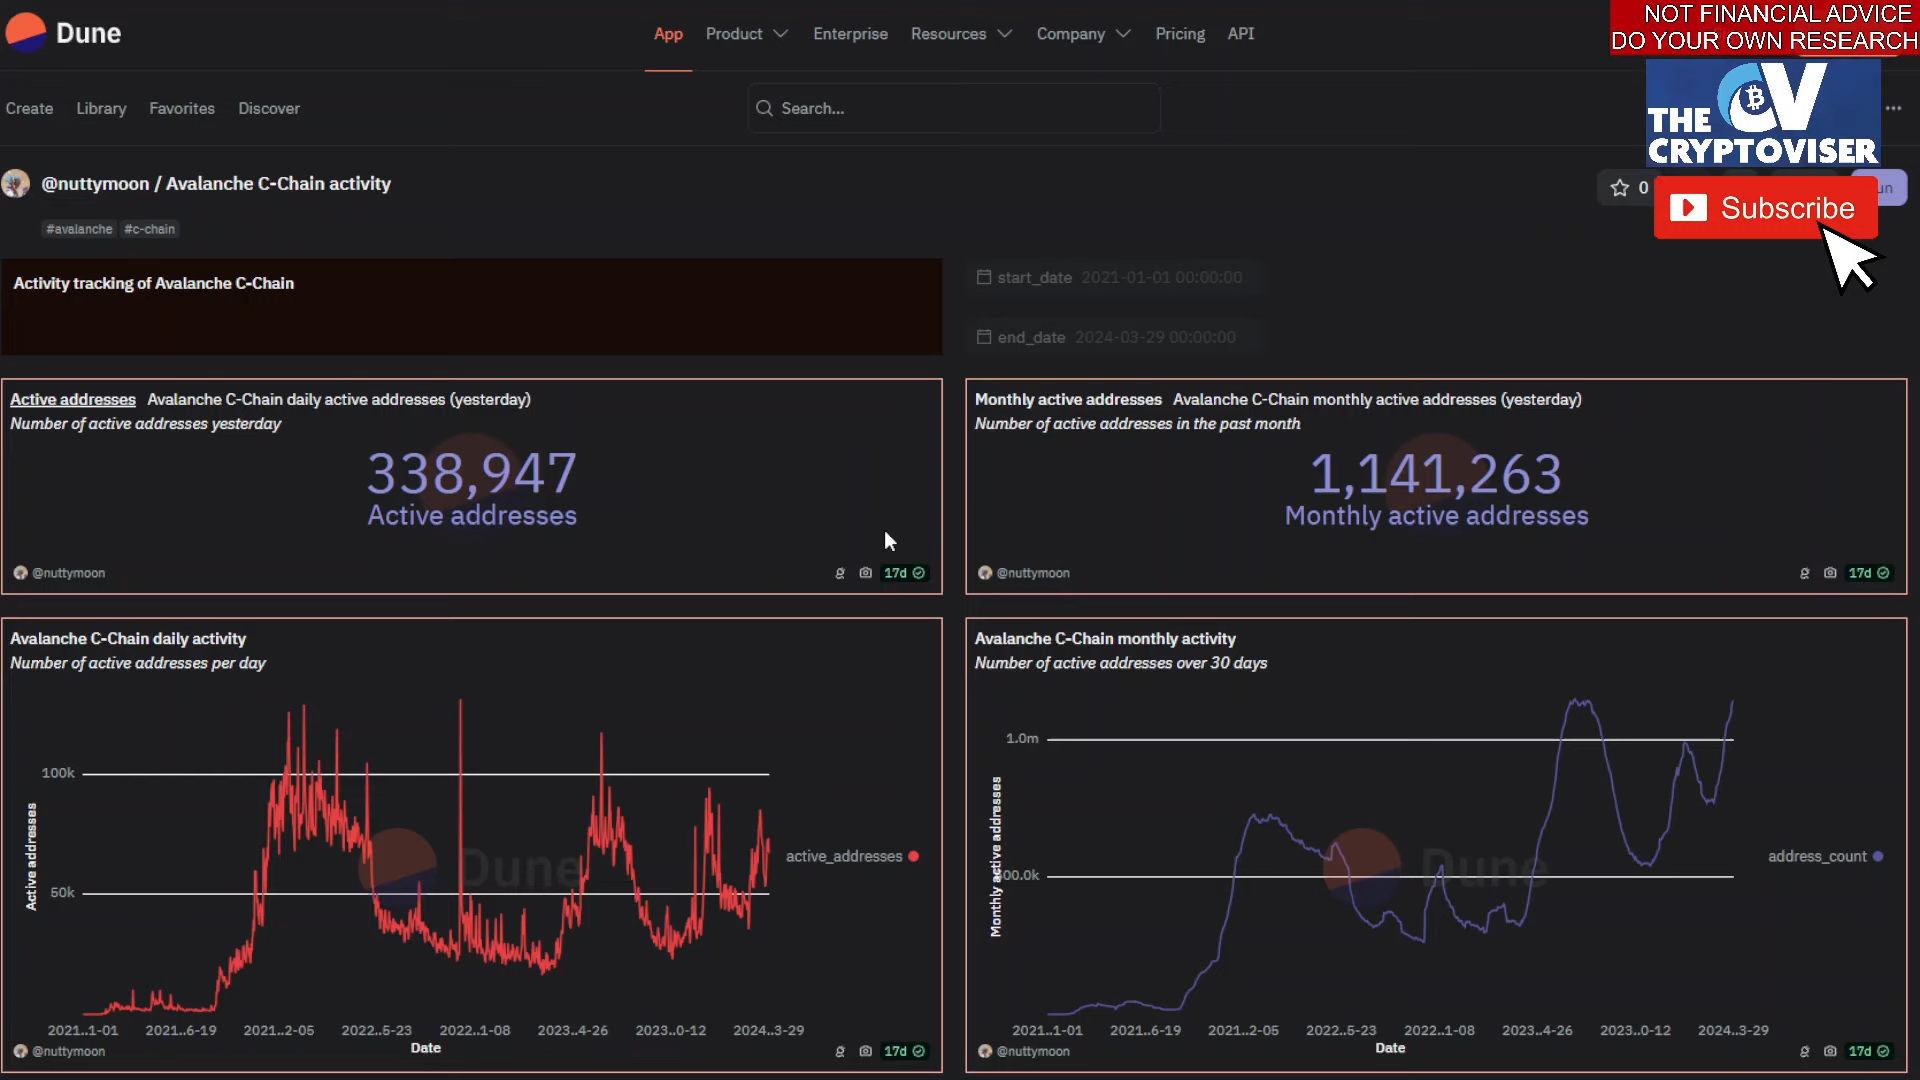 Dune
App
Product
Enterprise
Resources
Company
Pricing
API
NOT FINANCIAL ADVICE
DO YOUR OWN RESEARCH
Create
Library
Favorites
Discover
Search...
THE CV
CRYPTOVISER
@nuttymoon / Avalanche C-Chain activity
0
Subscribe
#avalanche
#c-chain
Activity tracking of Avalanche C-Chain
start_date 2021-01-01 00:00:00
end_date 2024-03-29 00:00:00
Active addresses Avalanche C-Chain daily active addresses (yesterday)
Number of active addresses yesterday
338,947
Active addresses
@nuttymoon
17d
Monthly active addresses Avalanche C-Chain monthly active addresses (yesterday)
Number of active addresses in the past month
1,141,263
Monthly active addresses
@nuttymoon
17d
Avalanche C-Chain daily activity
Number of active addresses per day
100k
50k
Active addresses
Dune
active_addresses
2021..1-01
2021..6-19
2021..2-05
2022..5-23
2022..1-08
2023..4-26
2023..0-12
2024..3-29
Date
@nuttymoon
17d
Avalanche C-Chain monthly activity
Number of active addresses over 30 days
1.0m
00.0k
Monthly active addresses
Dune
address_count
2021..1-01
2021..6-19
2021..2-05
2022..5-23
2022..1-08
2023..4-26
2023..0-12
2024..3-29
Date
@nuttymoon
17d